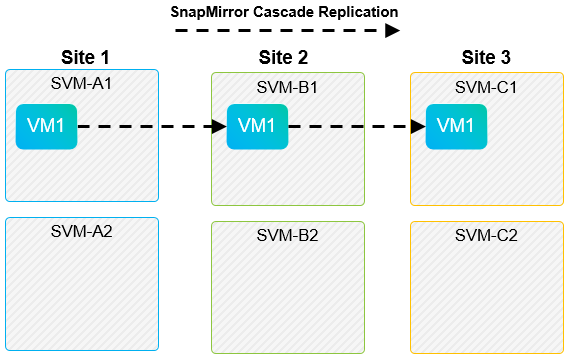 SnapMirror Cascade Replication
Site 1
Site 2
Site 3
SVM-A1
SVM-B1
SVM-C1
VM1
VM1
VM1
SVM-A2
SVM-B2
SVM-C2